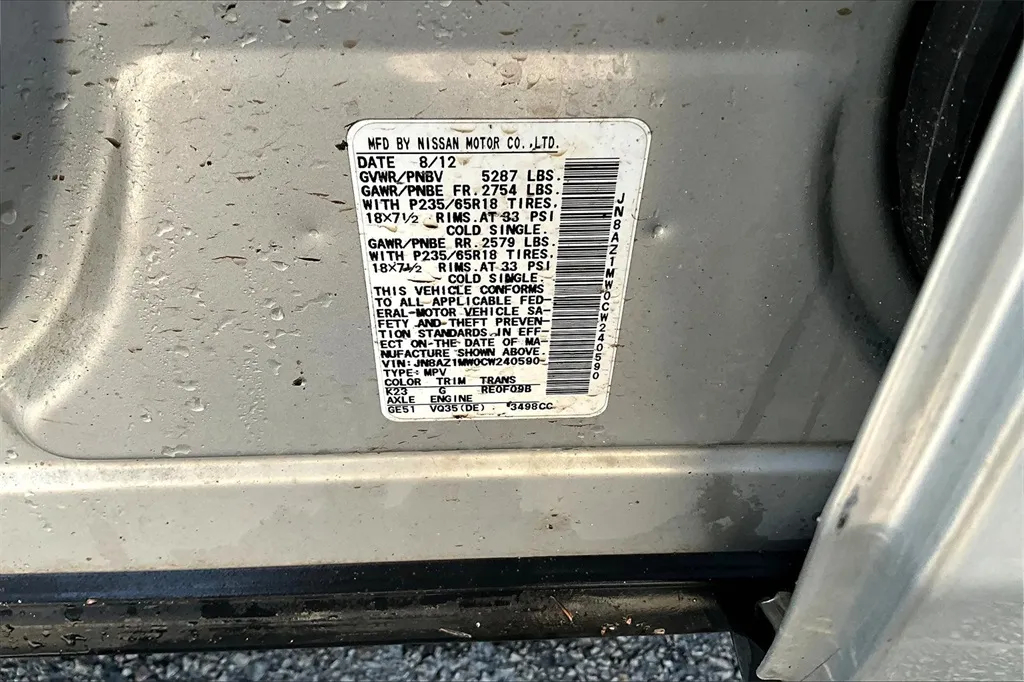 MFD BY NISSAN MOTOR CO.,LTD.
DATE 8/12
GVWR/PNBV 5287 LBS.
GAWR/PNBE FR. 2754 LBS.
WITH P235/65R18 TIRES.
18×7½ RIMS. AT 33 PSI
COLD SINGLE.
GAWR/PNBE RR. 2579 LBS.
WITH P235/65R18 TIRES.
18×7½ RIMS. AT 33 PSI
COLD SINGLE.
THIS VEHICLE CONFORMS
TO ALL APPLICABLE FED-
ERAL-MOTOR VEHICLE SA-
FETY AND THEFT PREVEN-
TION STANDARDS IN EFF-
ECT ON THE DATE OF MA-
NUFACTURE SHOWN ABOVE.
VIN: JN8AZ1MW0CW240590
TYPE: MPV
COLOR TRIM TRANS
K23 G RE0F09B
AXLE ENGINE
GE51 VQ35(DE) 3498CC
JN8AZ1MW0CW240590